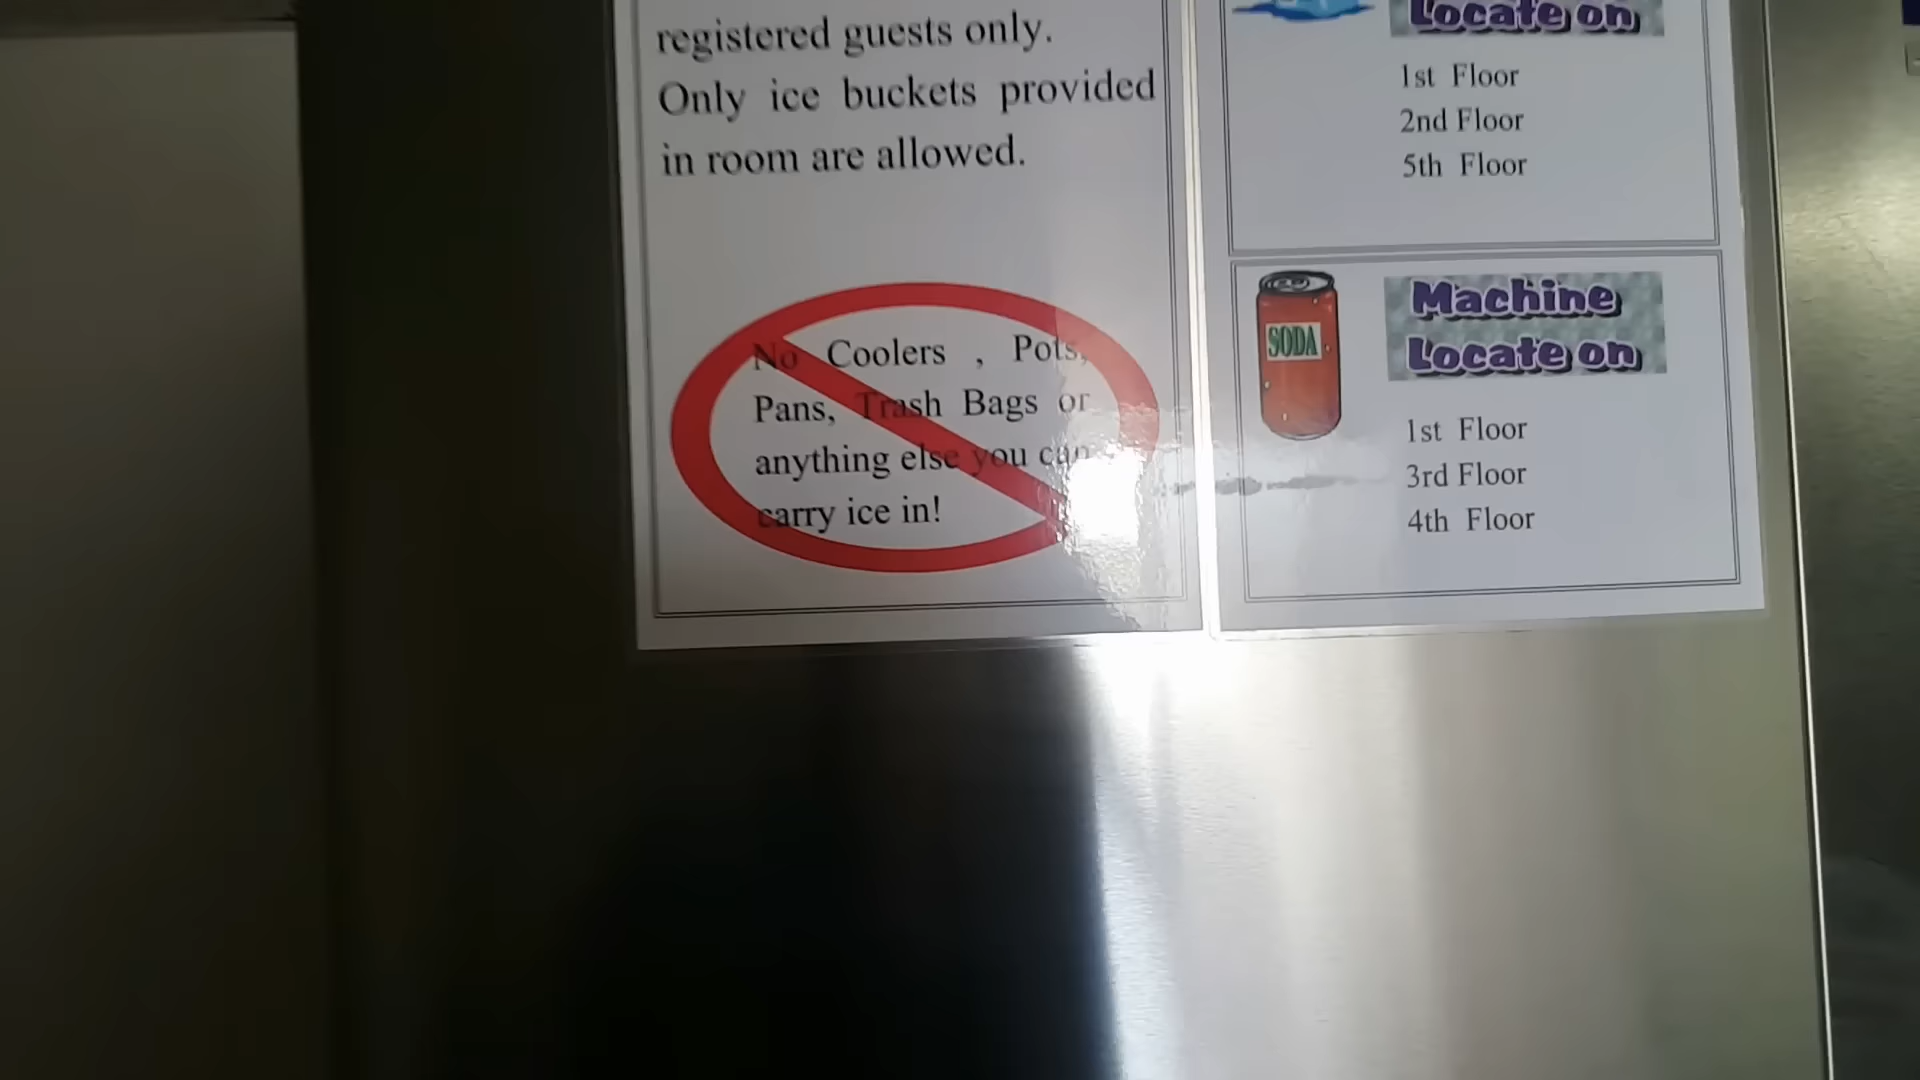 registered guests only.
Only ice buckets provided
in room are allowed.
No Coolers , Pots,
Pans, Trash Bags or
anything else you can
carry ice in!
Locate on
1st Floor
2nd Floor
5th Floor
SODA
Machine
Locate on
1st Floor
3rd Floor
4th Floor